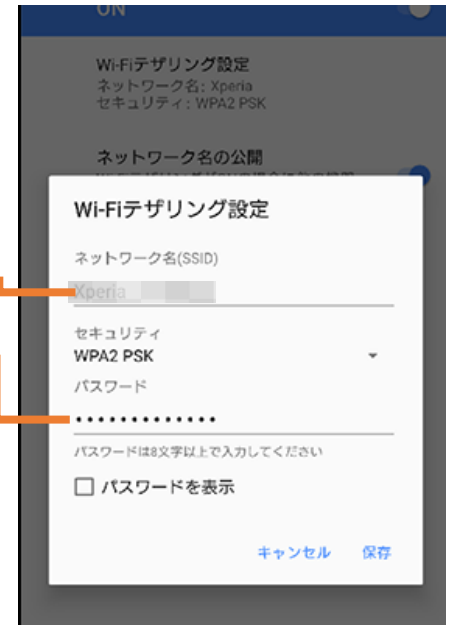 ON
Wi-Fiテザリング設定
ネットワーク名: Xperia
セキュリティ: WPA2 PSK
ネットワーク名の公開
Wi-Fiテザリング設定
ネットワーク名(SSID)
Xperia
セキュリティ
WPA2 PSK
パスワード
•••••••••••••
パスワードは8文字以上で入力してください
パスワードを表示
キャンセル 保存